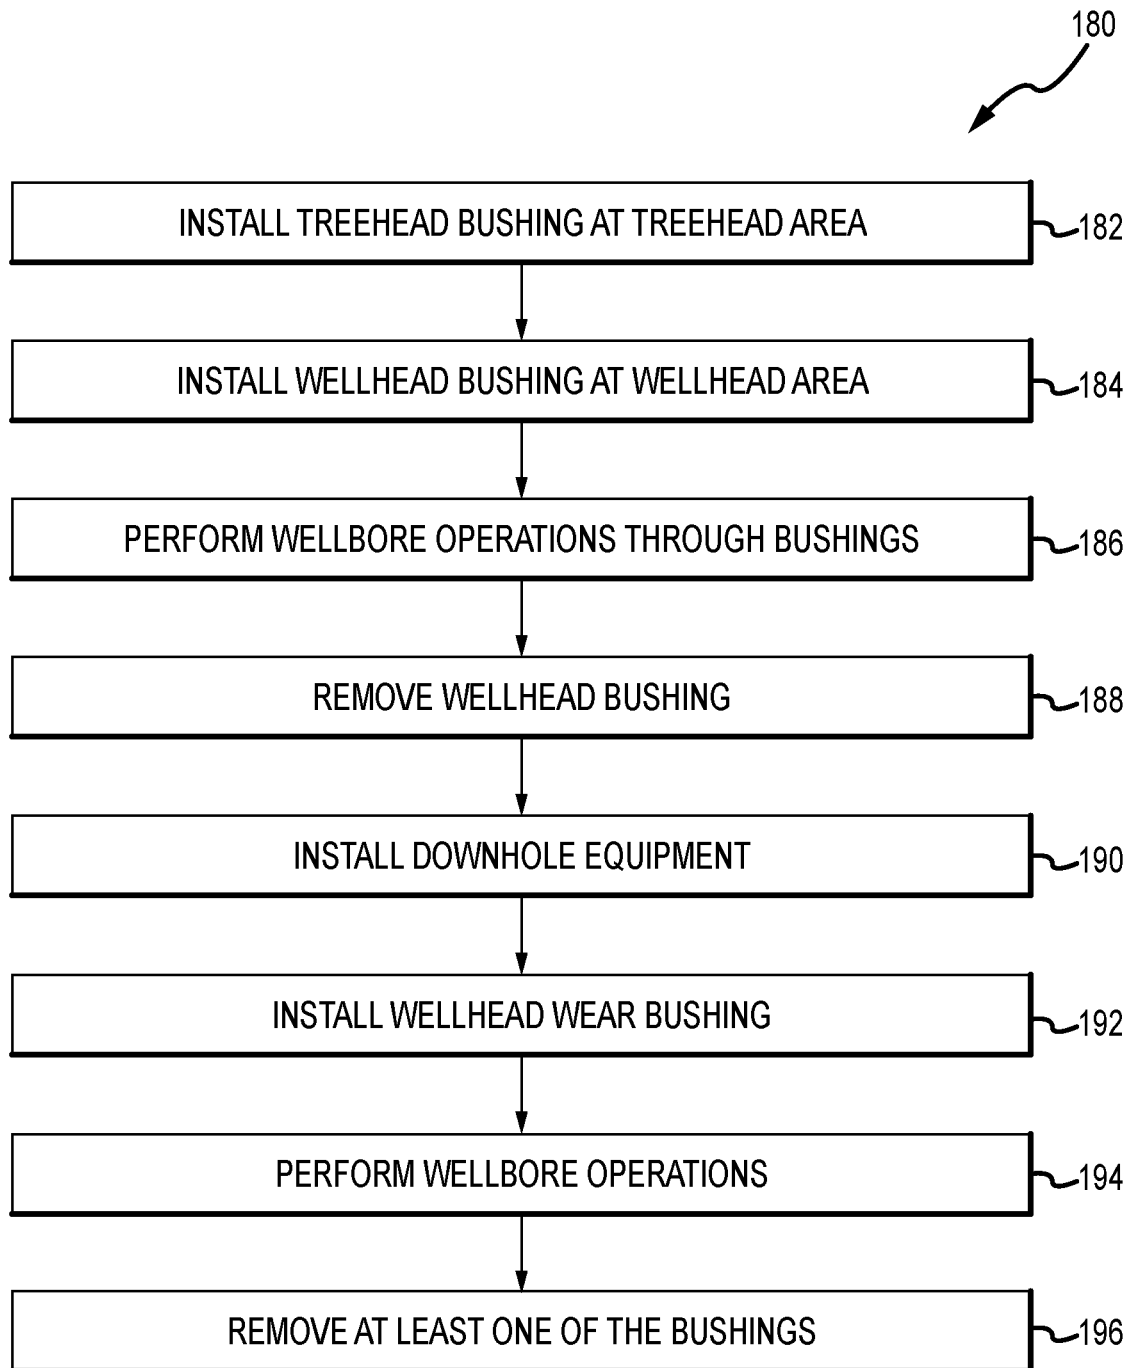 180
INSTALL TREEHEAD BUSHING AT TREEHEAD AREA
182
INSTALL WELLHEAD BUSHING AT WELLHEAD AREA
184
PERFORM WELLBORE OPERATIONS THROUGH BUSHINGS
186
REMOVE WELLHEAD BUSHING
188
INSTALL DOWNHOLE EQUIPMENT
190
INSTALL WELLHEAD WEAR BUSHING
192
PERFORM WELLBORE OPERATIONS
194
REMOVE AT LEAST ONE OF THE BUSHINGS
196